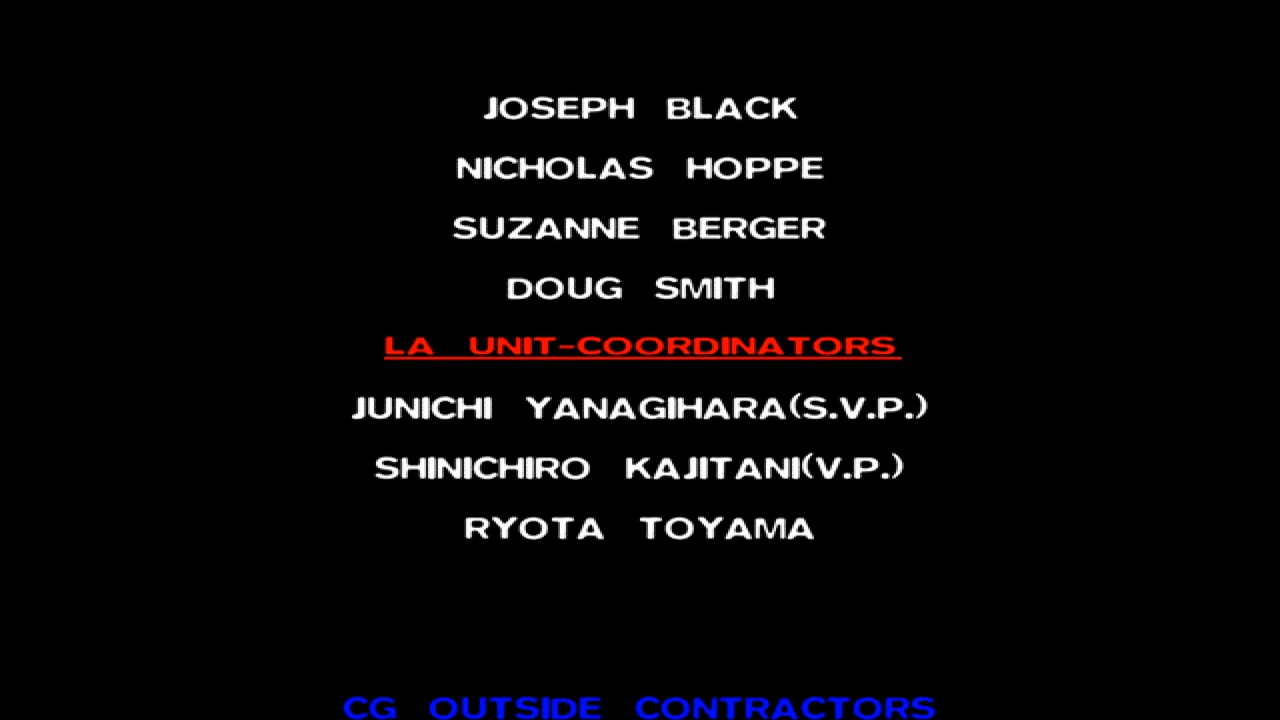 JOSEPH BLACK
NICHOLAS HOPPE
SUZANNE BERGER
DOUG SMITH
LA UNIT-COORDINATORS
JUNICHI YANAGIHARA(S.V.P.)
SHINICHIRO KAJITANI(V.P.)
RYOTA TOYAMA
CG OUTSIDE CONTRACTORS